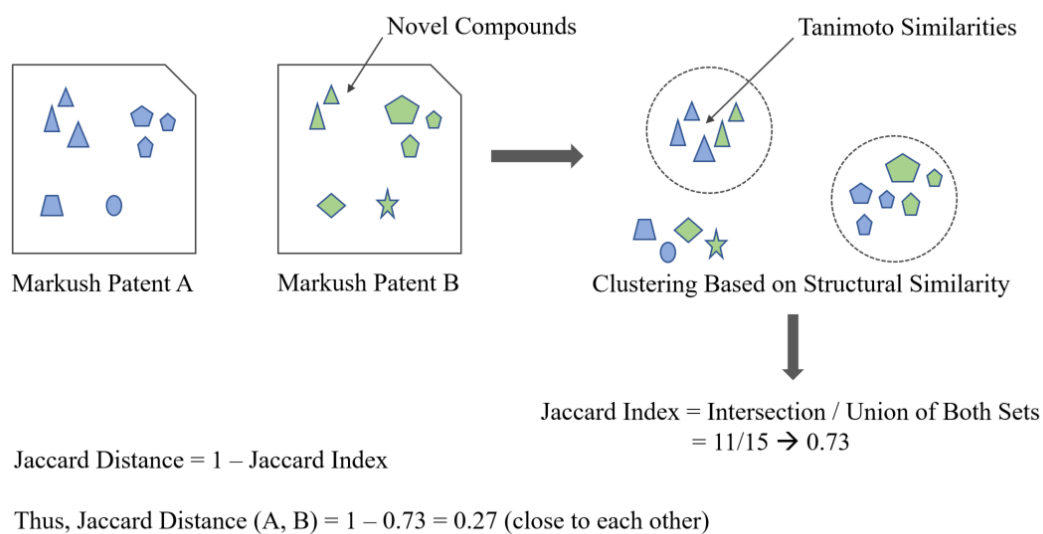 Novel Compounds
Tanimoto Similarities
Markush Patent A
Markush Patent B
Clustering Based on Structural Similarity
Jaccard Index = Intersection / Union of Both Sets
= 11/15 → 0.73
Jaccard Distance = 1 – Jaccard Index
Thus, Jaccard Distance (A, B) = 1 – 0.73 = 0.27 (close to each other)